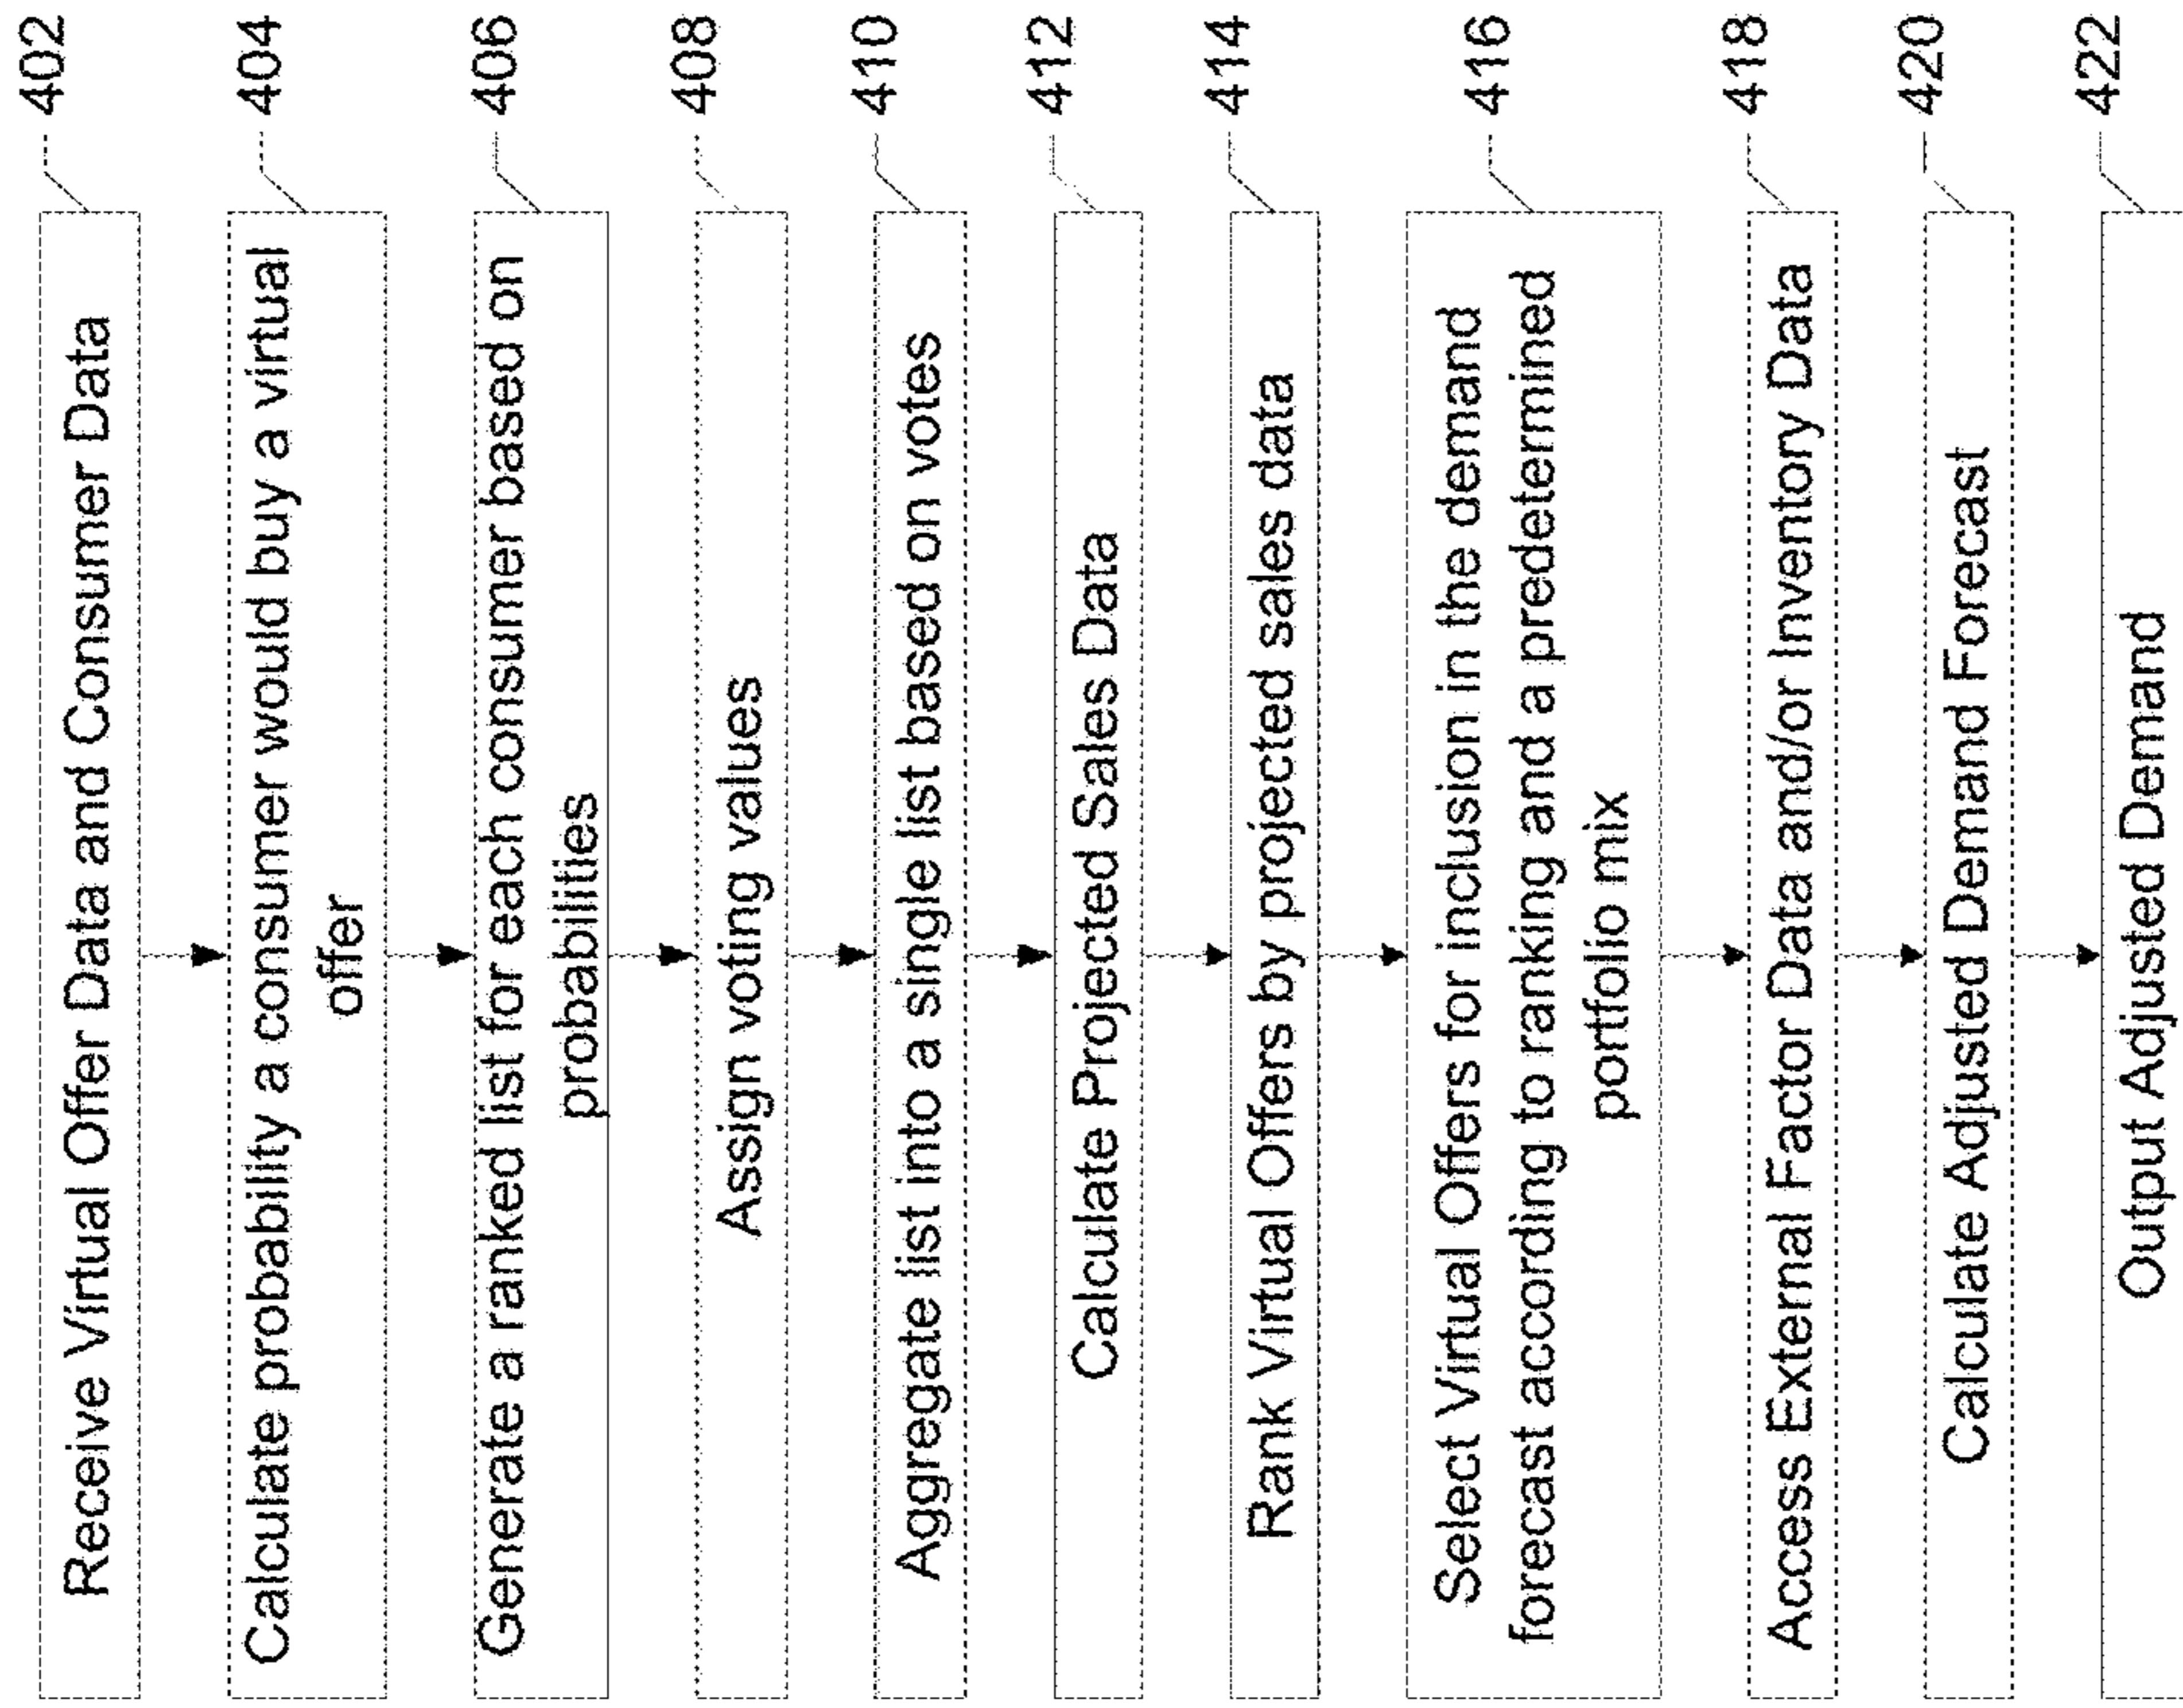 Receive Virtual Offer Data and Consumer Data
402
Calculate probability a consumer would buy a virtual
offer
404
Generate a ranked list for each consumer based on
probabilities
406
Assign voting values
408
Aggregate list into a single list based on votes
410
Calculate Projected Sales Data
412
Rank Virtual Offers by projected sales data
414
Select Virtual Offers for inclusion in the demand
forecast according to ranking and a predetermined
portfolio mix
416
Access External Factor Data and/or Inventory Data
418
Calculate Adjusted Demand Forecast
420
Output Adjusted Demand
422